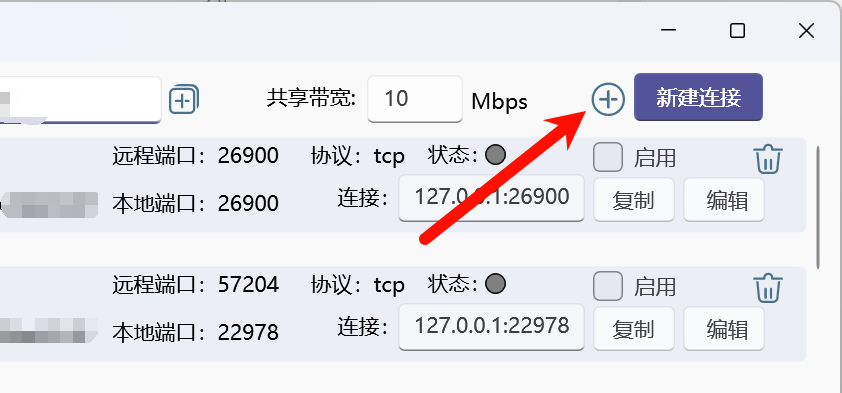 共享带宽: 10 Mbps 新建连接
远程端口：26900 协议：tcp 状态： 启用
本地端口：26900 连接： 127.0.0.1:26900 复制 编辑
远程端口：57204 协议：tcp 状态： 启用
本地端口：22978 连接： 127.0.0.1:22978 复制 编辑